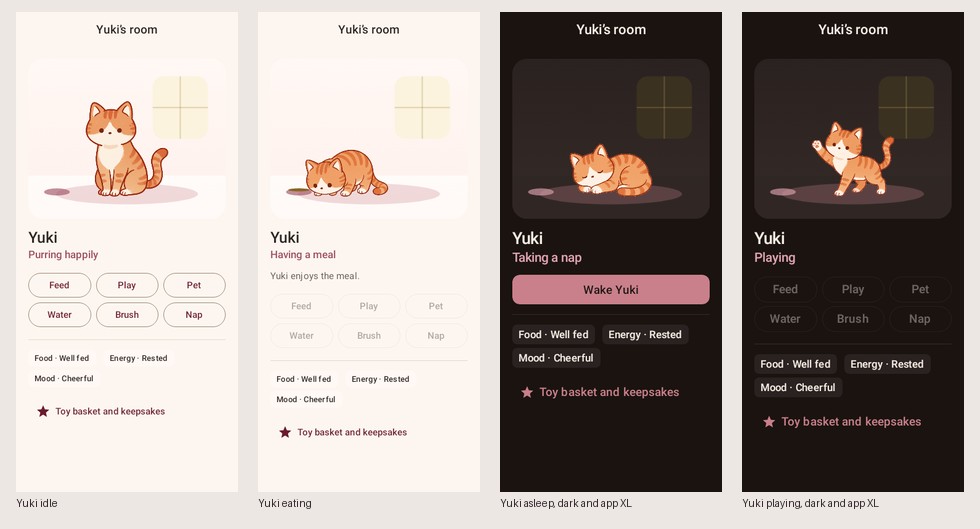 Yuki's room
Yuki
Purring happily
Feed Play Pet
Water Brush Nap
Food · Well fed Energy · Rested
Mood · Cheerful
Toy basket and keepsakes
Yuki idle
Yuki's room
Yuki
Having a meal
Yuki enjoys the meal.
Feed Play Pet
Water Brush Nap
Food · Well fed Energy · Rested
Mood · Cheerful
Toy basket and keepsakes
Yuki eating
Yuki's room
Yuki
Taking a nap
Wake Yuki
Food · Well fed Energy · Rested
Mood · Cheerful
Toy basket and keepsakes
Yuki asleep, dark and app XL
Yuki's room
Yuki
Playing
Feed Play Pet
Water Brush Nap
Food · Well fed Energy · Rested
Mood · Cheerful
Toy basket and keepsakes
Yuki playing, dark and app XL